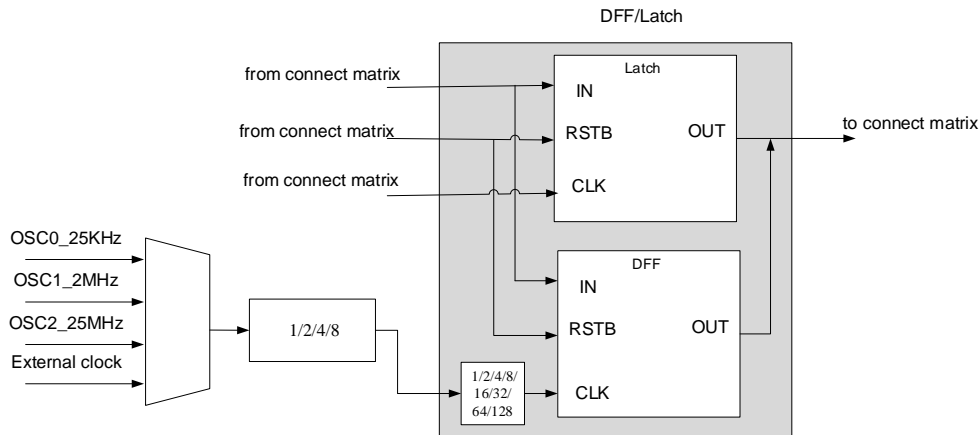 DFF/Latch
from connect matrix
from connect matrix
from connect matrix
Latch
IN
RSTB
CLK
OUT
to connect matrix
OSC0_25KHz
OSC1_2MHz
OSC2_25MHz
External clock
1/2/4/8
1/2/4/8/
16/32/
64/128
DFF
IN
RSTB
CLK
OUT